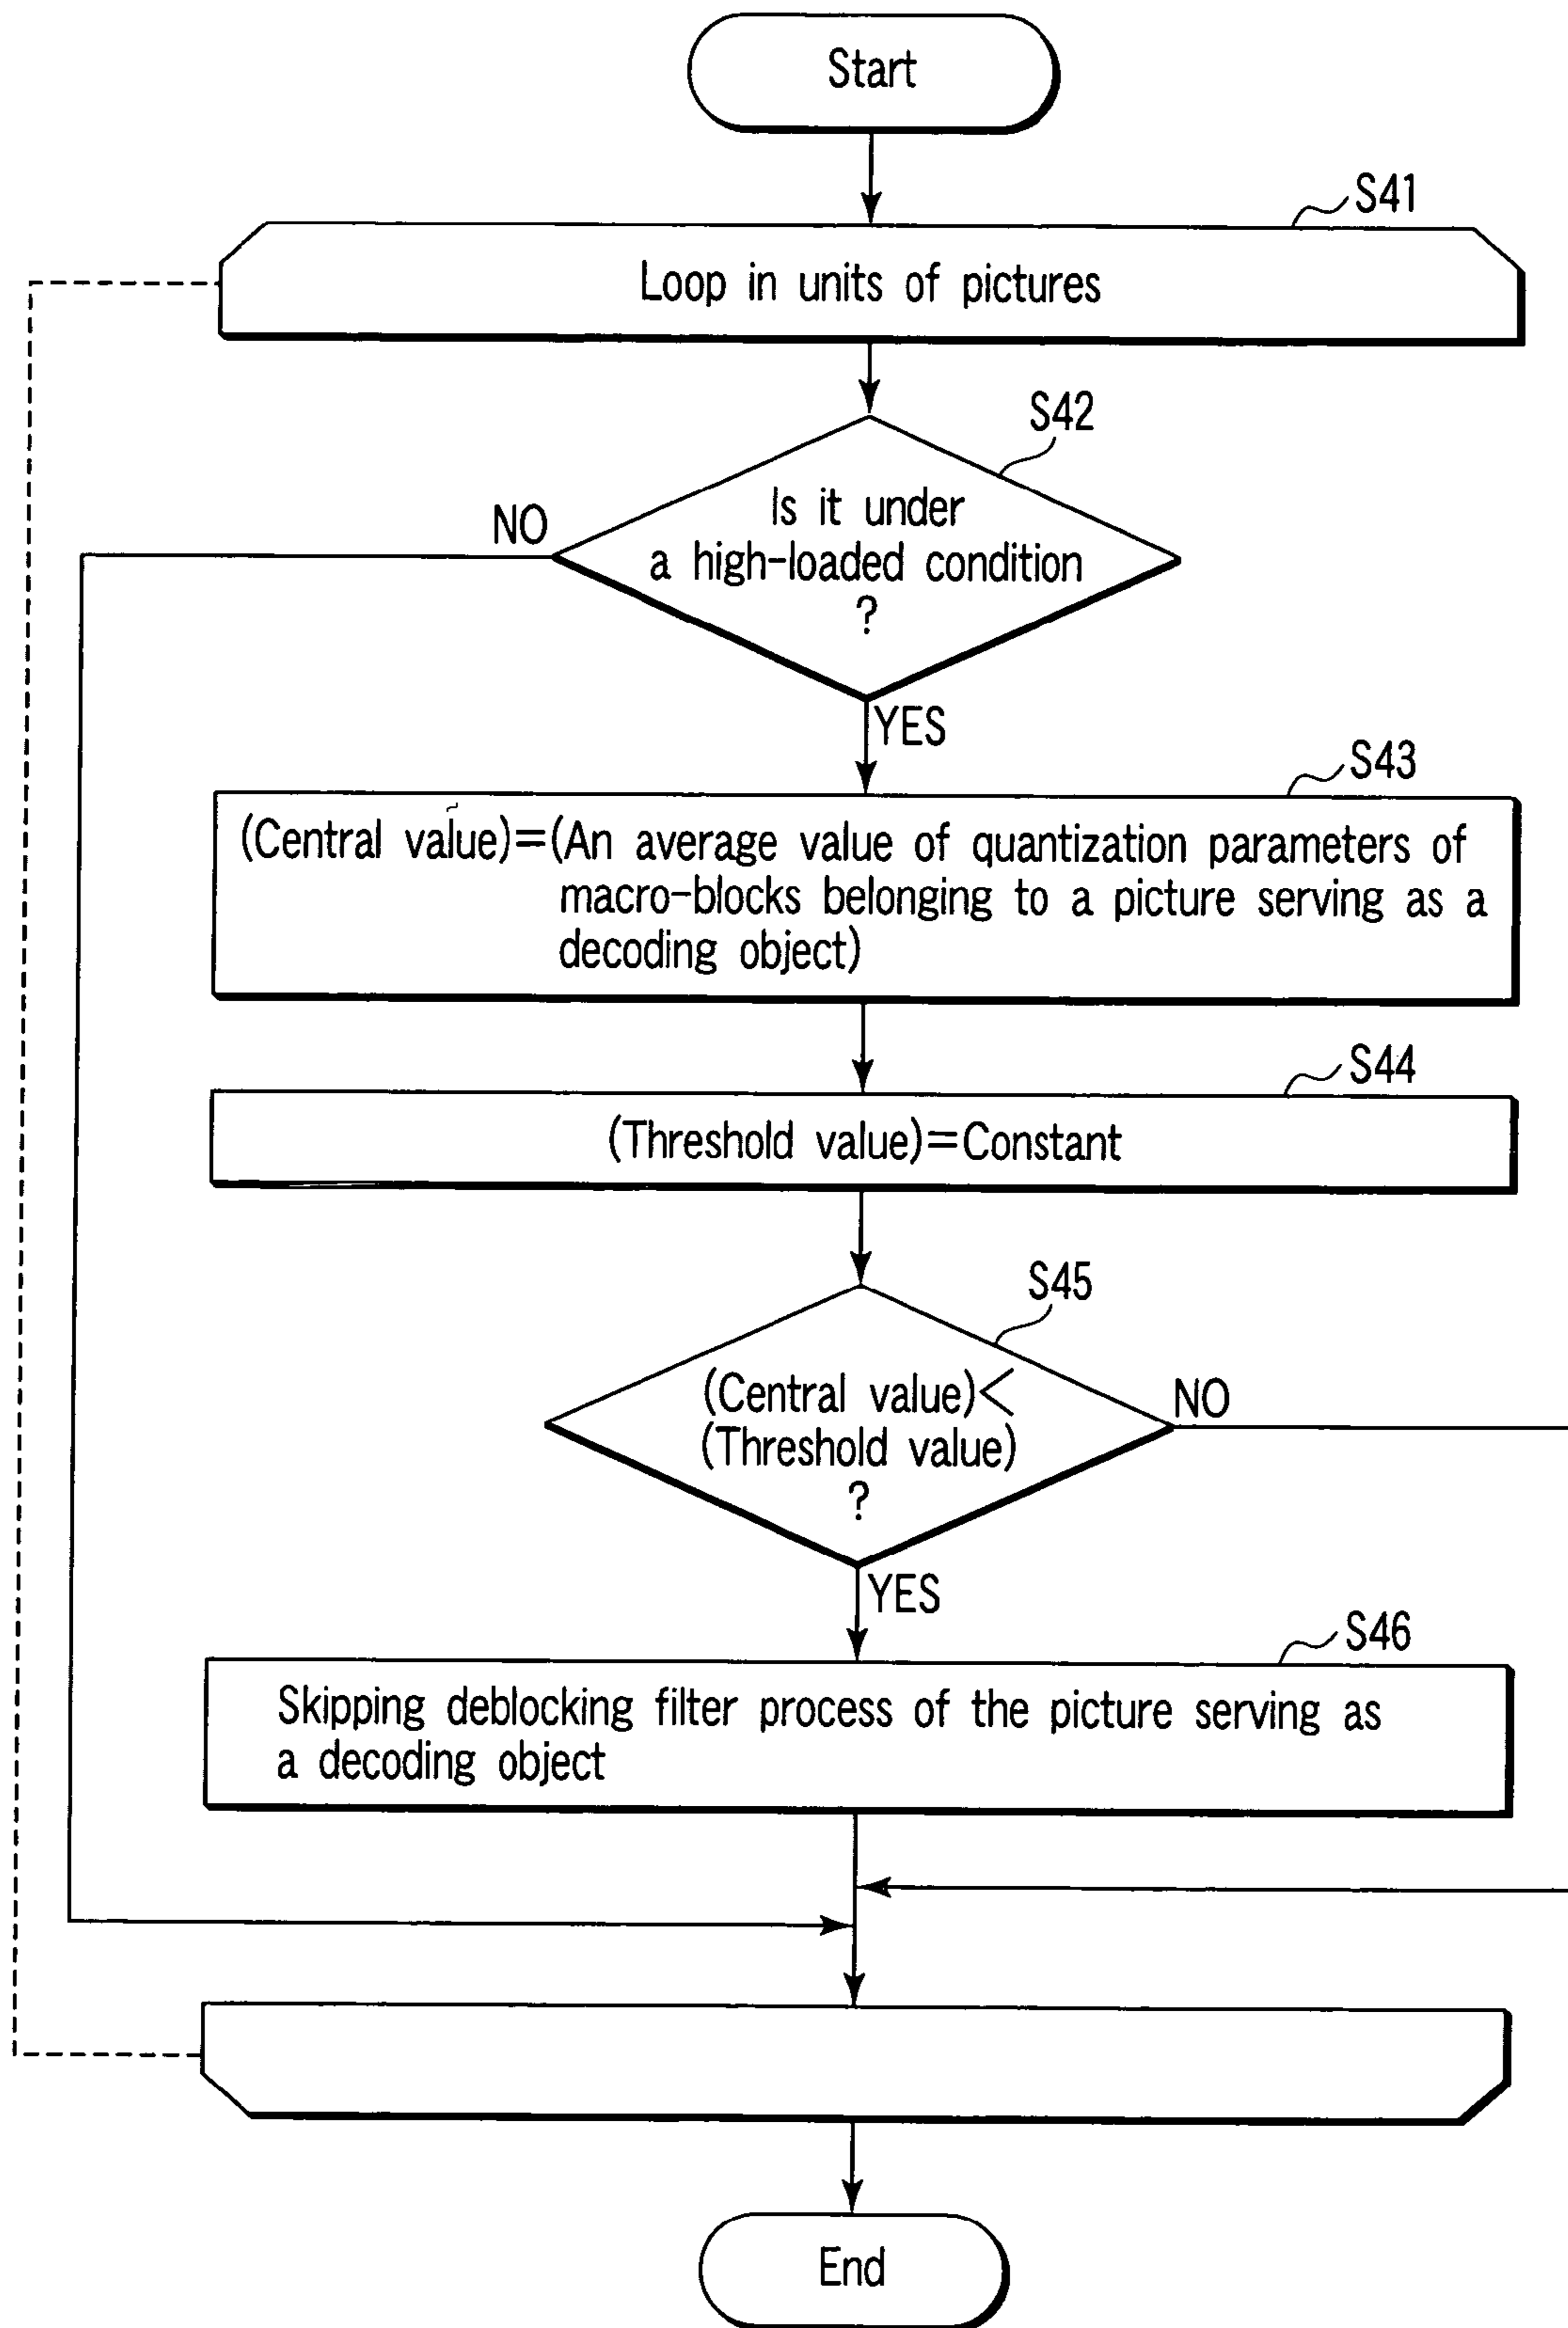 Start
S41
Loop in units of pictures
S42
Is it under
a high-loaded condition
?
NO
YES
S43
(Central value)=(An average value of quantization parameters of
macro-blocks belonging to a picture serving as a
decoding object)
S44
(Threshold value)=Constant
S45
(Central value)<
(Threshold value)
?
NO
YES
S46
Skipping deblocking filter process of the picture serving as
a decoding object
End